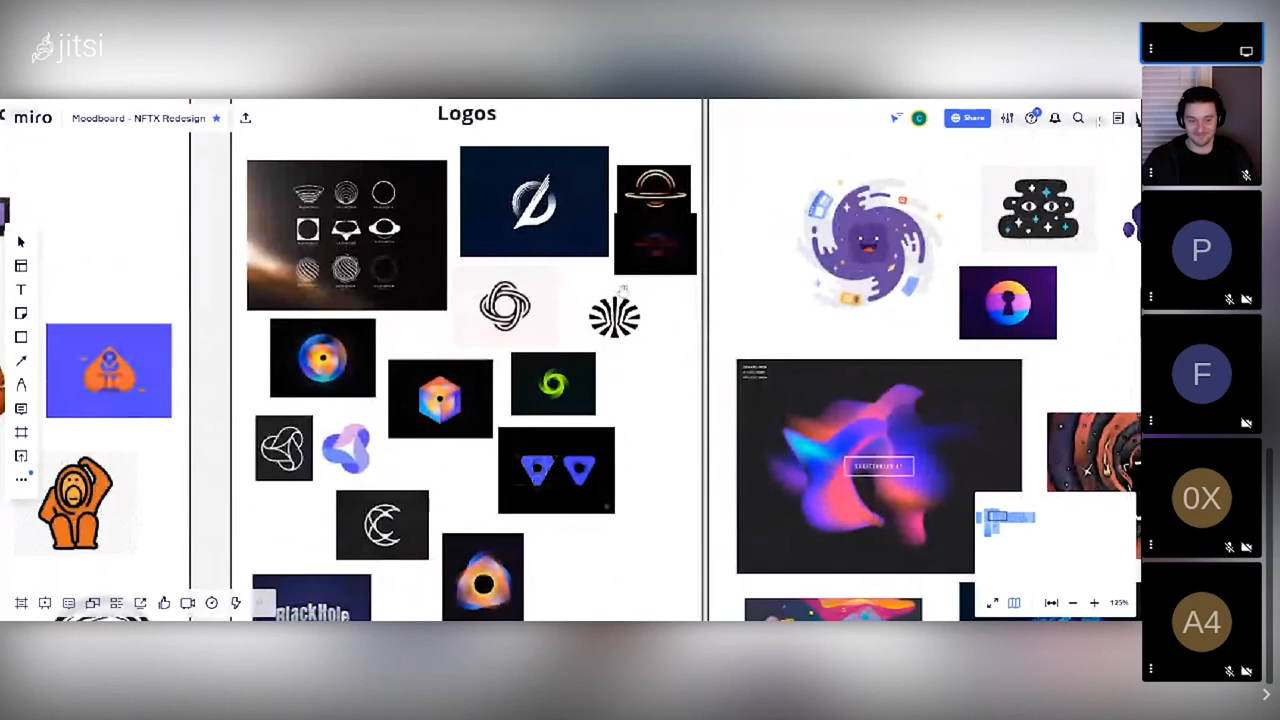 jitsi
miro
Moodboard - NFTX Redesign
Logos
C
Share
BlackHole
125%
P
F
0X
A4